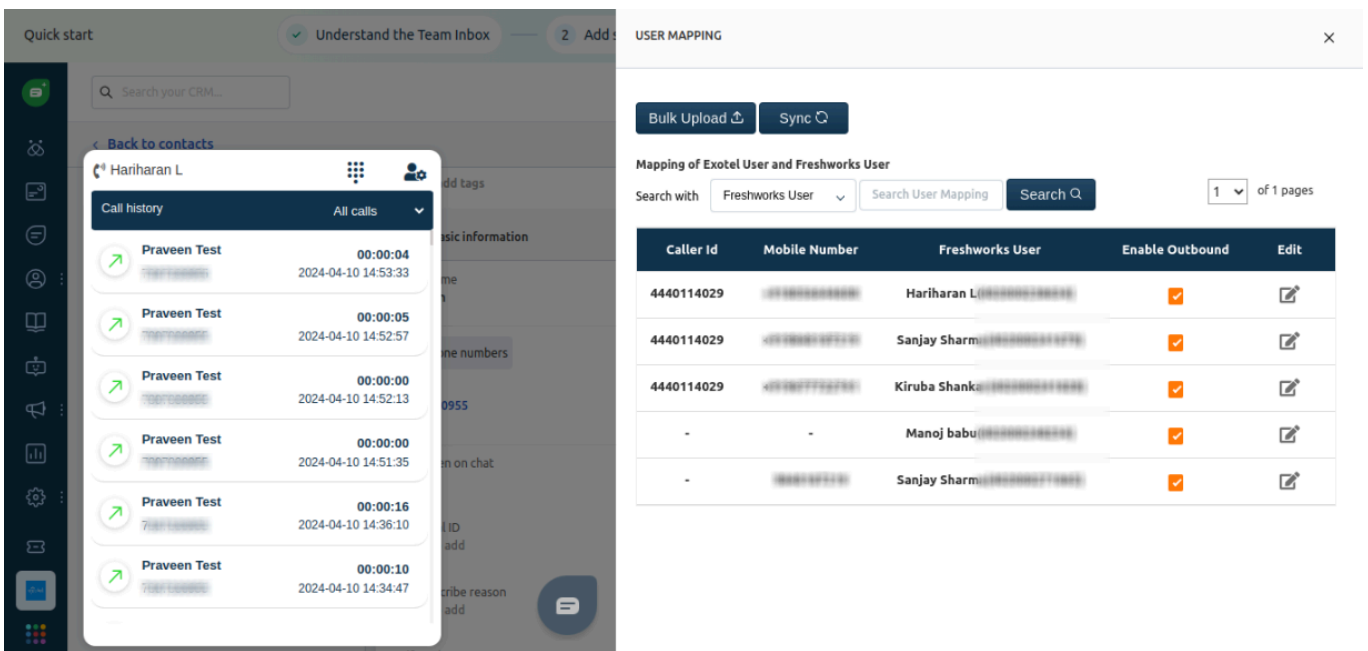 Quick start
Understand the Team Inbox
2 Add
USER MAPPING
Search your CRM...
Back to contacts
Hariharan L
Call history
All calls
Praveen Test
00:00:04
2024-04-10 14:53:33
Praveen Test
00:00:05
2024-04-10 14:52:57
Praveen Test
00:00:00
2024-04-10 14:52:13
Praveen Test
00:00:00
2024-04-10 14:51:35
Praveen Test
00:00:16
2024-04-10 14:36:10
Praveen Test
00:00:10
2024-04-10 14:34:47
dd tags
asic information
me
one numbers
0955
en on chat
l ID
add
cribe reason
add
Bulk Upload
Sync
Mapping of Exotel User and Freshworks User
Search with
Freshworks User
Search User Mapping
Search
1
of 1 pages
Caller Id Mobile Number Freshworks User Enable Outbound Edit
4440114029 Hariharan L
4440114029 Sanjay Sharm
4440114029 Kiruba Shanka
- - Manoj babu
- Sanjay Sharm